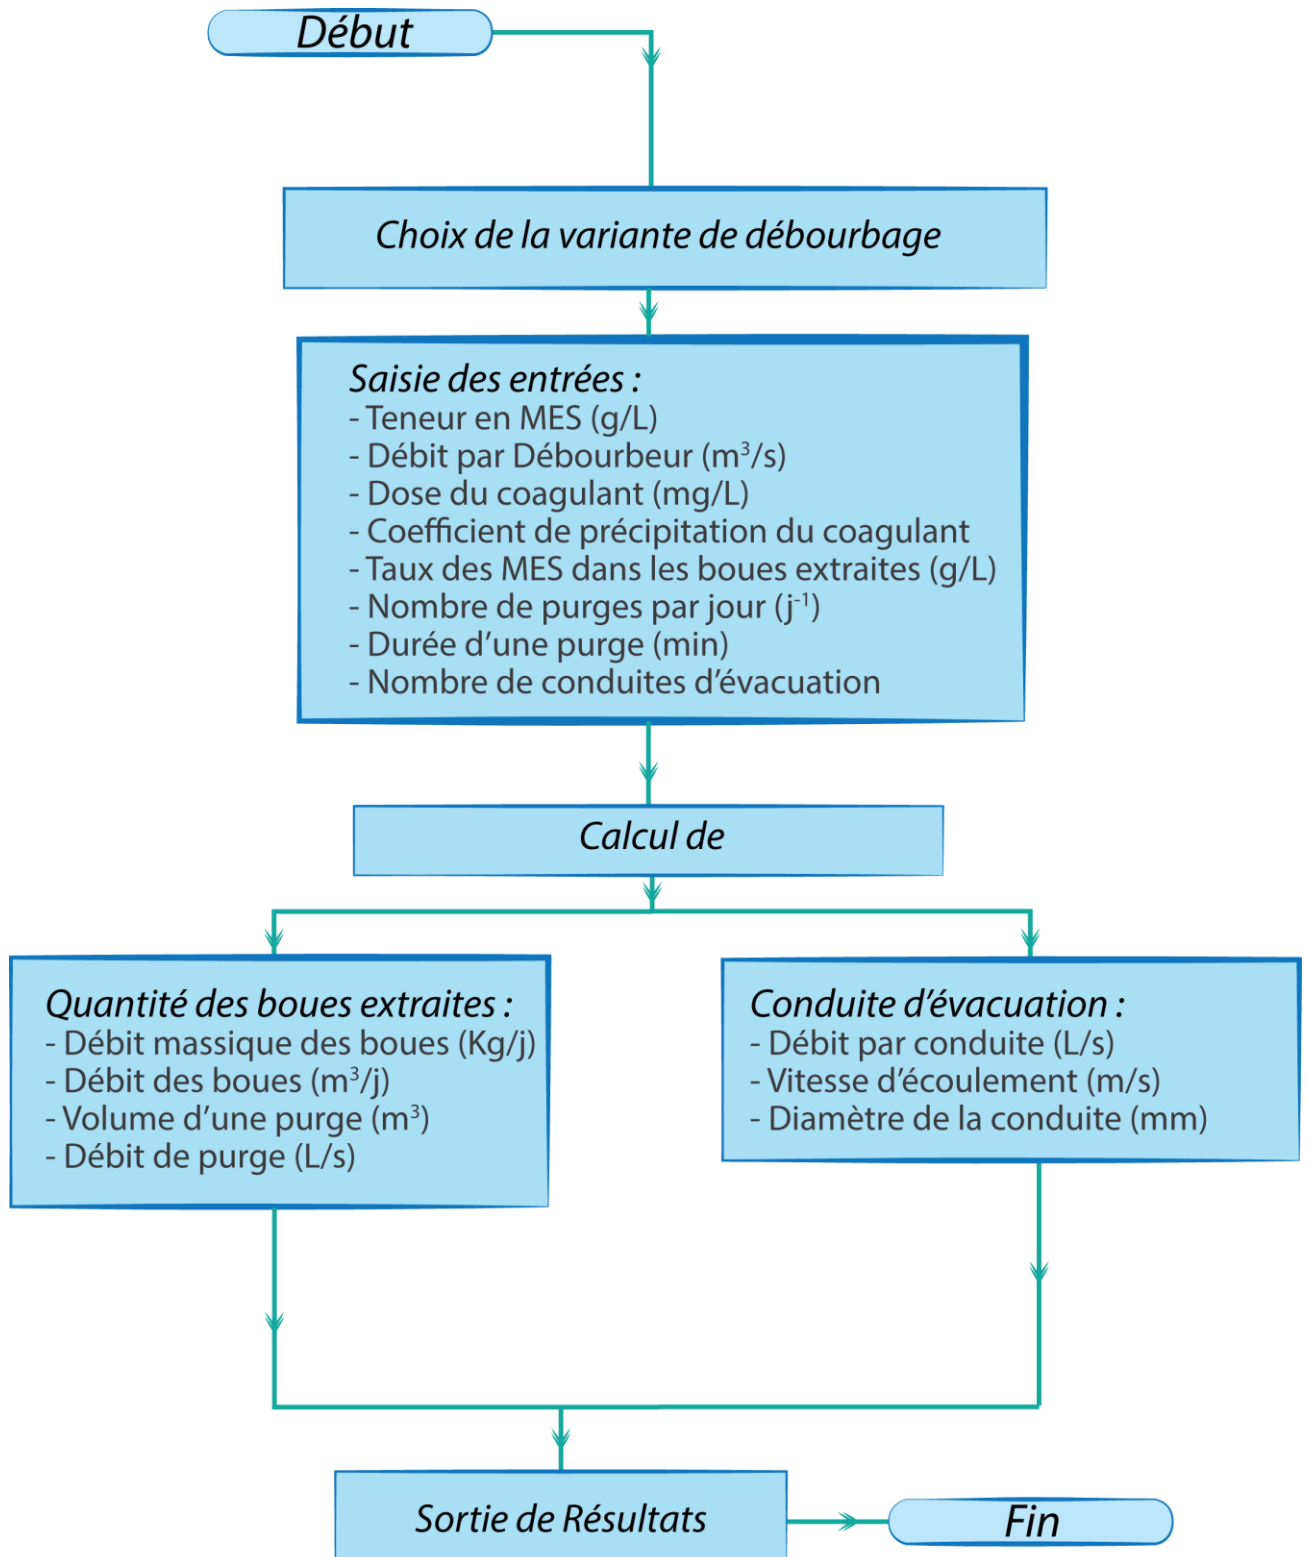 Début
Choix de la variante de débourbage
Saisie des entrées :
- Teneur en MES (g/L)
- Débit par Débourbeur (m³/s)
- Dose du coagulant (mg/L)
- Coefficient de précipitation du coagulant
- Taux des MES dans les boues extraites (g/L)
- Nombre de purges par jour (j⁻¹)
- Durée d’une purge (min)
- Nombre de conduites d’évacuation
Calcul de
Quantité des boues extraites :
- Débit massique des boues (Kg/j)
- Débit des boues (m³/j)
- Volume d’une purge (m³)
- Débit de purge (L/s)
Conduite d’évacuation :
- Débit par conduite (L/s)
- Vitesse d’écoulement (m/s)
- Diamètre de la conduite (mm)
Sortie de Résultats
Fin